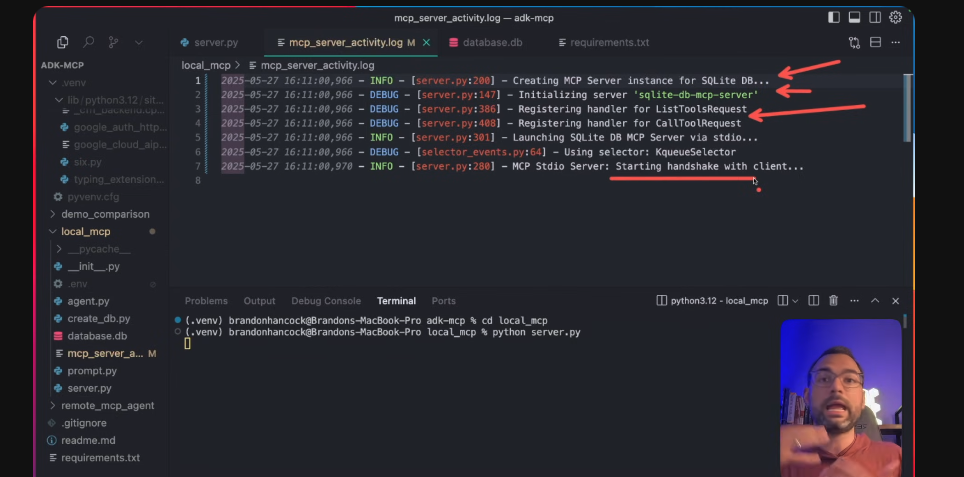 mcp_server_activity.log — adk-mcp
server.py
mcp_server_activity.log M
database.db
requirements.txt
ADK-MCP
local_mcp > mcp_server_activity.log
.venv
lib/python3.12/sit...
_cffi_backend.cp...
google_auth_http...
google_cloud_aip...
six.py
typing_extension...
pyvenv.cfg
demo_comparison
local_mcp
__pycache__
__init__.py
.env
agent.py
create_db.py
database.db
mcp_server_a... M
prompt.py
server.py
remote_mcp_agent
.gitignore
readme.md
requirements.txt
1 2025-05-27 16:11:00,966 - INFO - [server.py:200] - Creating MCP Server instance for SQLite DB...
2 2025-05-27 16:11:00,966 - DEBUG - [server.py:147] - Initializing server 'sqlite-db-mcp-server'
3 2025-05-27 16:11:00,966 - DEBUG - [server.py:386] - Registering handler for ListToolsRequest
4 2025-05-27 16:11:00,966 - DEBUG - [server.py:408] - Registering handler for CallToolRequest
5 2025-05-27 16:11:00,966 - INFO - [server.py:301] - Launching SQLite DB MCP Server via stdio...
6 2025-05-27 16:11:00,966 - DEBUG - [selector_events.py:64] - Using selector: KqueueSelector
7 2025-05-27 16:11:00,970 - INFO - [server.py:280] - MCP Stdio Server: Starting handshake with client...
8
Problems Output Debug Console Terminal Ports
python3.12 - local_mcp
(.venv) brandonhancock@Brandons-MacBook-Pro adk-mcp % cd local_mcp
(.venv) brandonhancock@Brandons-MacBook-Pro local_mcp % python server.py